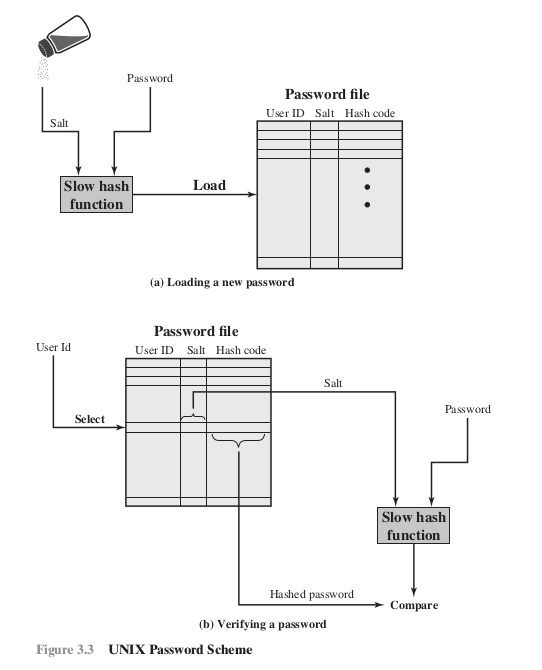 Password
Salt
Slow hash
function
Load
Password file
User ID Salt Hash code
(a) Loading a new password
Password file
User Id
User ID Salt Hash code
Select
Salt
Password
Slow hash
function
Hashed password
Compare
(b) Verifying a password
Figure 3.3 UNIX Password Scheme